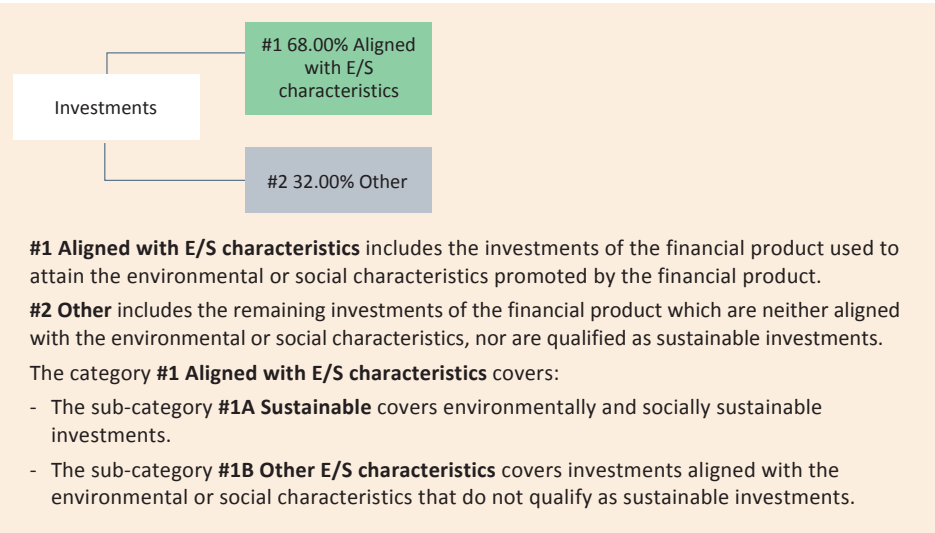 #1 68.00% Aligned
with E/S
characteristics
Investments
#2 32.00% Other
#1 Aligned with E/S characteristics includes the investments of the financial product used to
attain the environmental or social characteristics promoted by the financial product.
#2 Other includes the remaining investments of the financial product which are neither aligned
with the environmental or social characteristics, nor are qualified as sustainable investments.
The category #1 Aligned with E/S characteristics covers:
- The sub-category #1A Sustainable covers environmentally and socially sustainable
investments.
- The sub-category #1B Other E/S characteristics covers investments aligned with the
environmental or social characteristics that do not qualify as sustainable investments.